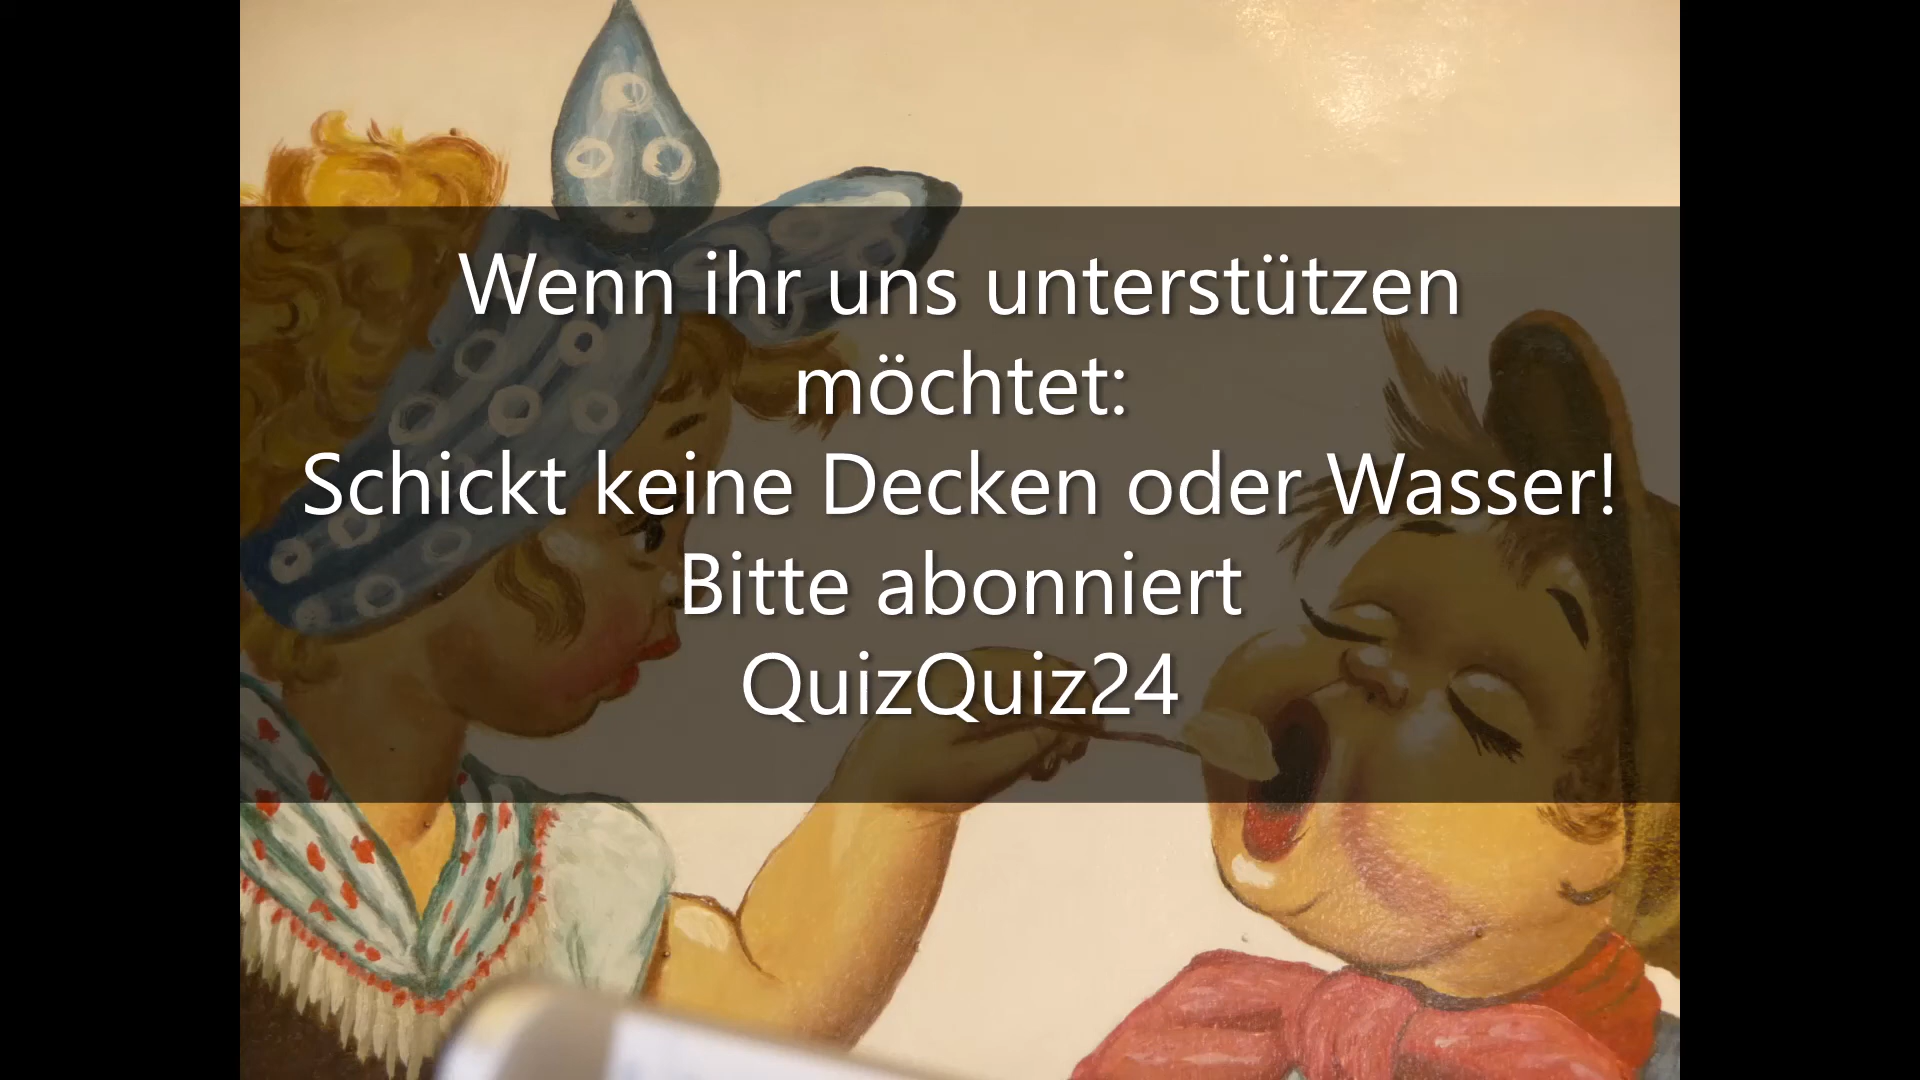 Wenn ihr uns unterstützen
möchtet:
Schickt keine Decken oder Wasser!
Bitte abonniert
QuizQuiz24